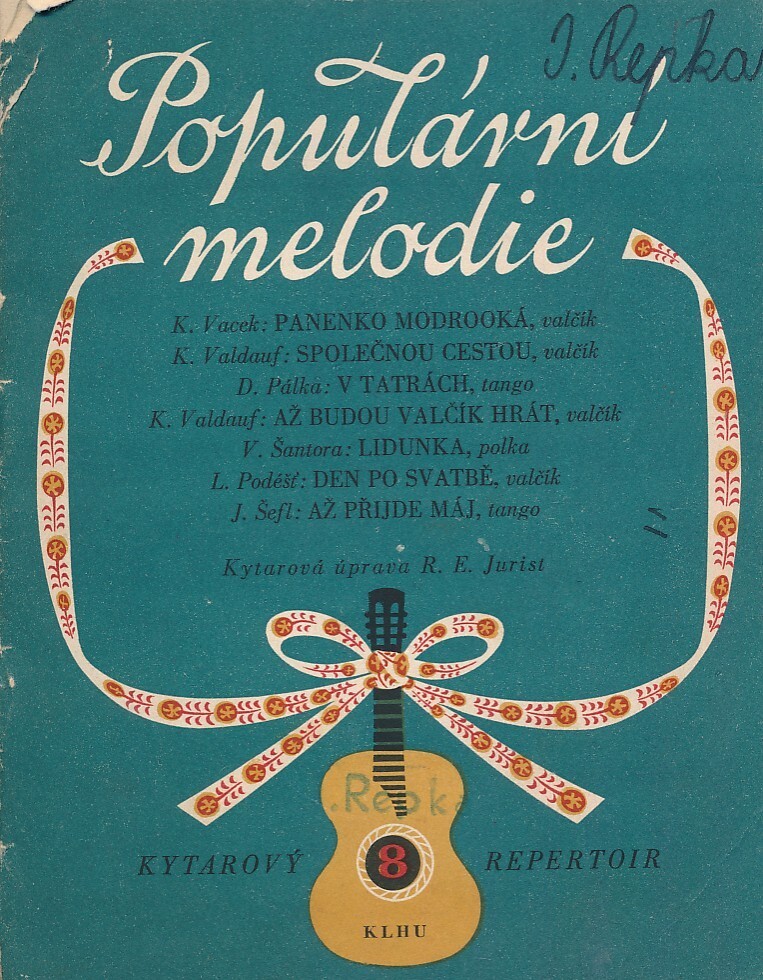 J. Repka
Populární
melodie
K. Vacek: PANENKO MODROOKÁ, valčík
K. Valdauf: SPOLEČNOU CESTOU, valčík
D. Pálka: V TATRÁCH, tango
K. Valdauf: AŽ BUDOU VALČÍK HRÁT, valčík
V. Šantora: LIDUNKA, polka
L. Podéšť: DEN PO SVATBĚ, valčík
J. Šefl: AŽ PŘIJDE MÁJ, tango
Kytarová úprava R. E. Jurist
.Repka
KYTAROVÝ 8 REPERTOIR
KLHU